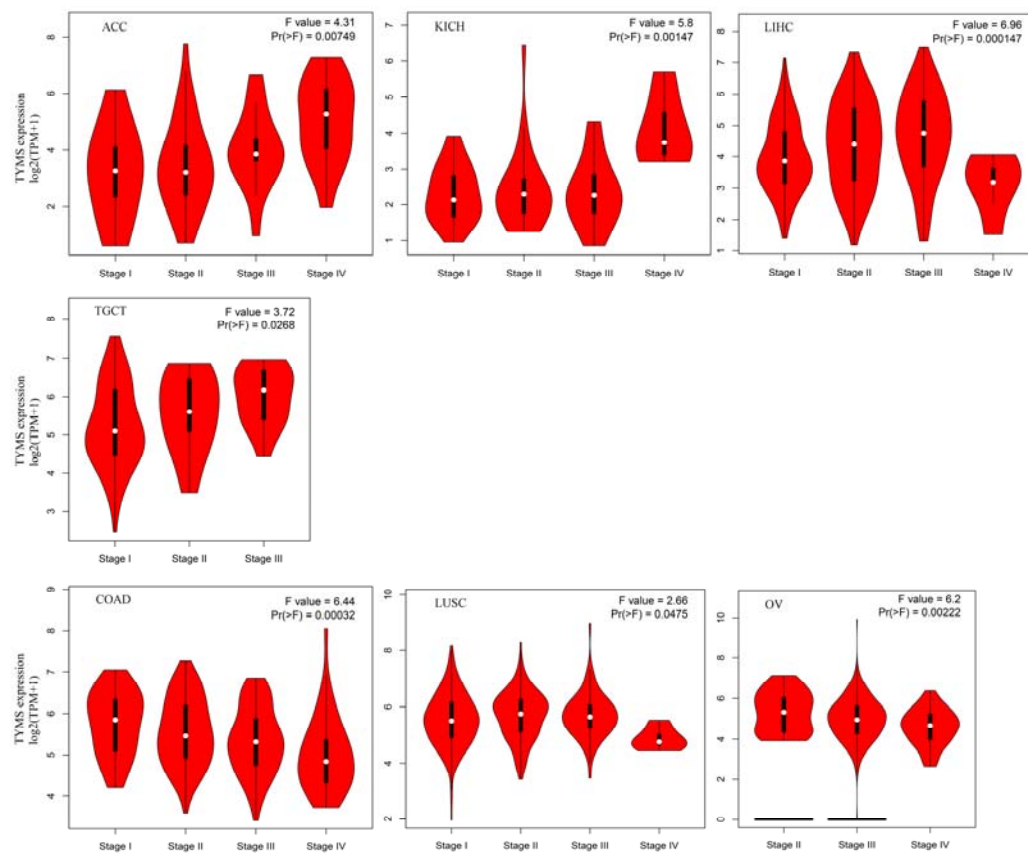 ACC
F value = 4.31
Pr(>F) = 0.00749
TYMS expression
log2(TPM+1)
8
6
4
2
Stage I Stage II Stage III Stage IV
KICH
F value = 5.8
Pr(>F) = 0.00147
7
6
5
4
3
2
1
Stage I Stage II Stage III Stage IV
LIHC
F value = 6.96
Pr(>F) = 0.000147
8
7
6
5
4
3
2
1
Stage I Stage II Stage III Stage IV
TGCT
F value = 3.72
Pr(>F) = 0.0268
TYMS expression
log2(TPM+1)
8
7
6
5
4
3
Stage I Stage II Stage III
COAD
F value = 6.44
Pr(>F) = 0.00032
TYMS expression
log2(TPM+1)
9
8
7
6
5
4
Stage I Stage II Stage III Stage IV
LUSC
F value = 2.66
Pr(>F) = 0.0475
10
8
6
4
2
Stage I Stage II Stage III Stage IV
OV
F value = 6.2
Pr(>F) = 0.00222
10
8
6
4
2
0
Stage II Stage III Stage IV